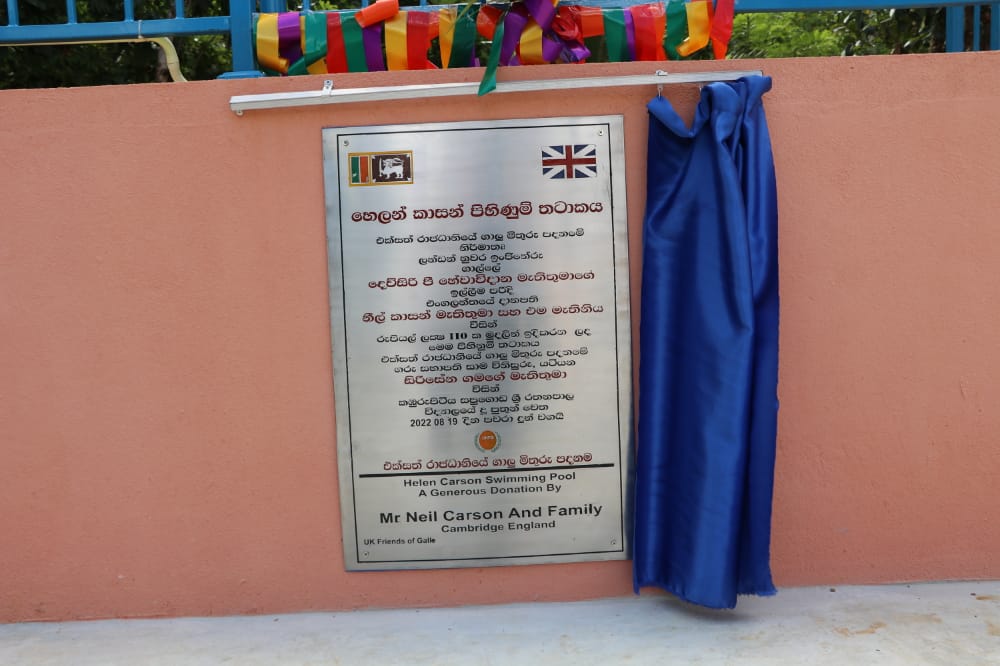 හෙලන් කාසන් පිහිණුම් තටාකය
එක්සත් රාජධානියේ ගාලු මිතුරු පදනමේ
නිර්මාතෘ
ලන්ඩන් නුවර ඉංජිනේරු
ගාල්ලේ
දෙව්සිරි පී හේවාවිදාන මැතිතුමාගේ
ඉල්ලීම පරිදි
එංගලන්තයේ දානපති
නීල් කාසන් මැතිතුමා සහ එම මැතිනිය
විසින්
රුපියල් ලක්ෂ 110 ක මුදලින් ඉදිකරන ලද
මෙම පිහිනුම් තටාකය
එක්සත් රාජධානියේ ගාලු මිතුරු පදනමේ
ගරු සභාපති සාම විනිසුරු, යටියන
සිරිසේන ගමගේ මැතිතුමා
විසින්
කඹුරුපිටිය සපුගොඩ ශ්‍රී රතනපාල
විද්‍යාලයේ දූ පුතුන් වෙත
2022 08 19 දින පවරා දුන් වගයි
එක්සත් රාජධානියේ ගාලු මිතුරු පදනම
Helen Carson Swimming Pool
A Generous Donation By
Mr Neil Carson And Family
Cambridge England
UK Friends of Galle